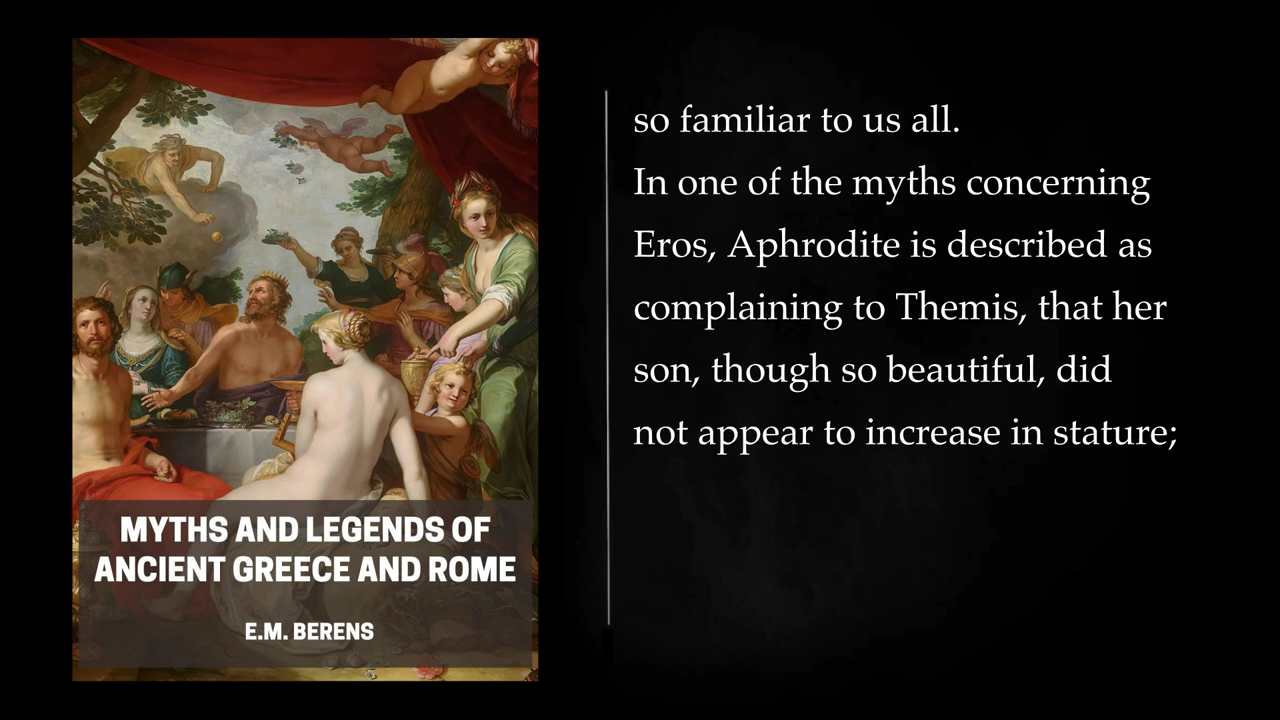 MYTHS AND LEGENDS OF
ANCIENT GREECE AND ROME
E.M. BERENS
so familiar to us all.
In one of the myths concerning
Eros, Aphrodite is described as
complaining to Themis, that her
son, though so beautiful, did
not appear to increase in stature;